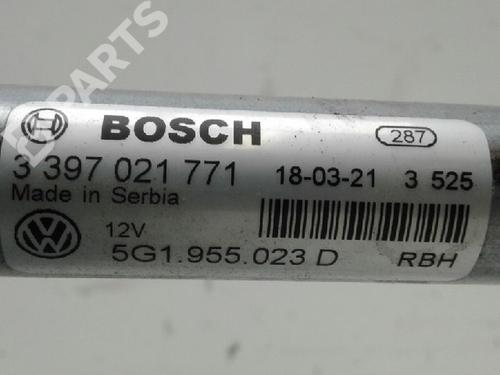 B-PARTS
BOSCH 287
3 397 021 771 18-03-21 3 525
Made in Serbia
12V
5G1.955.023 D RBH